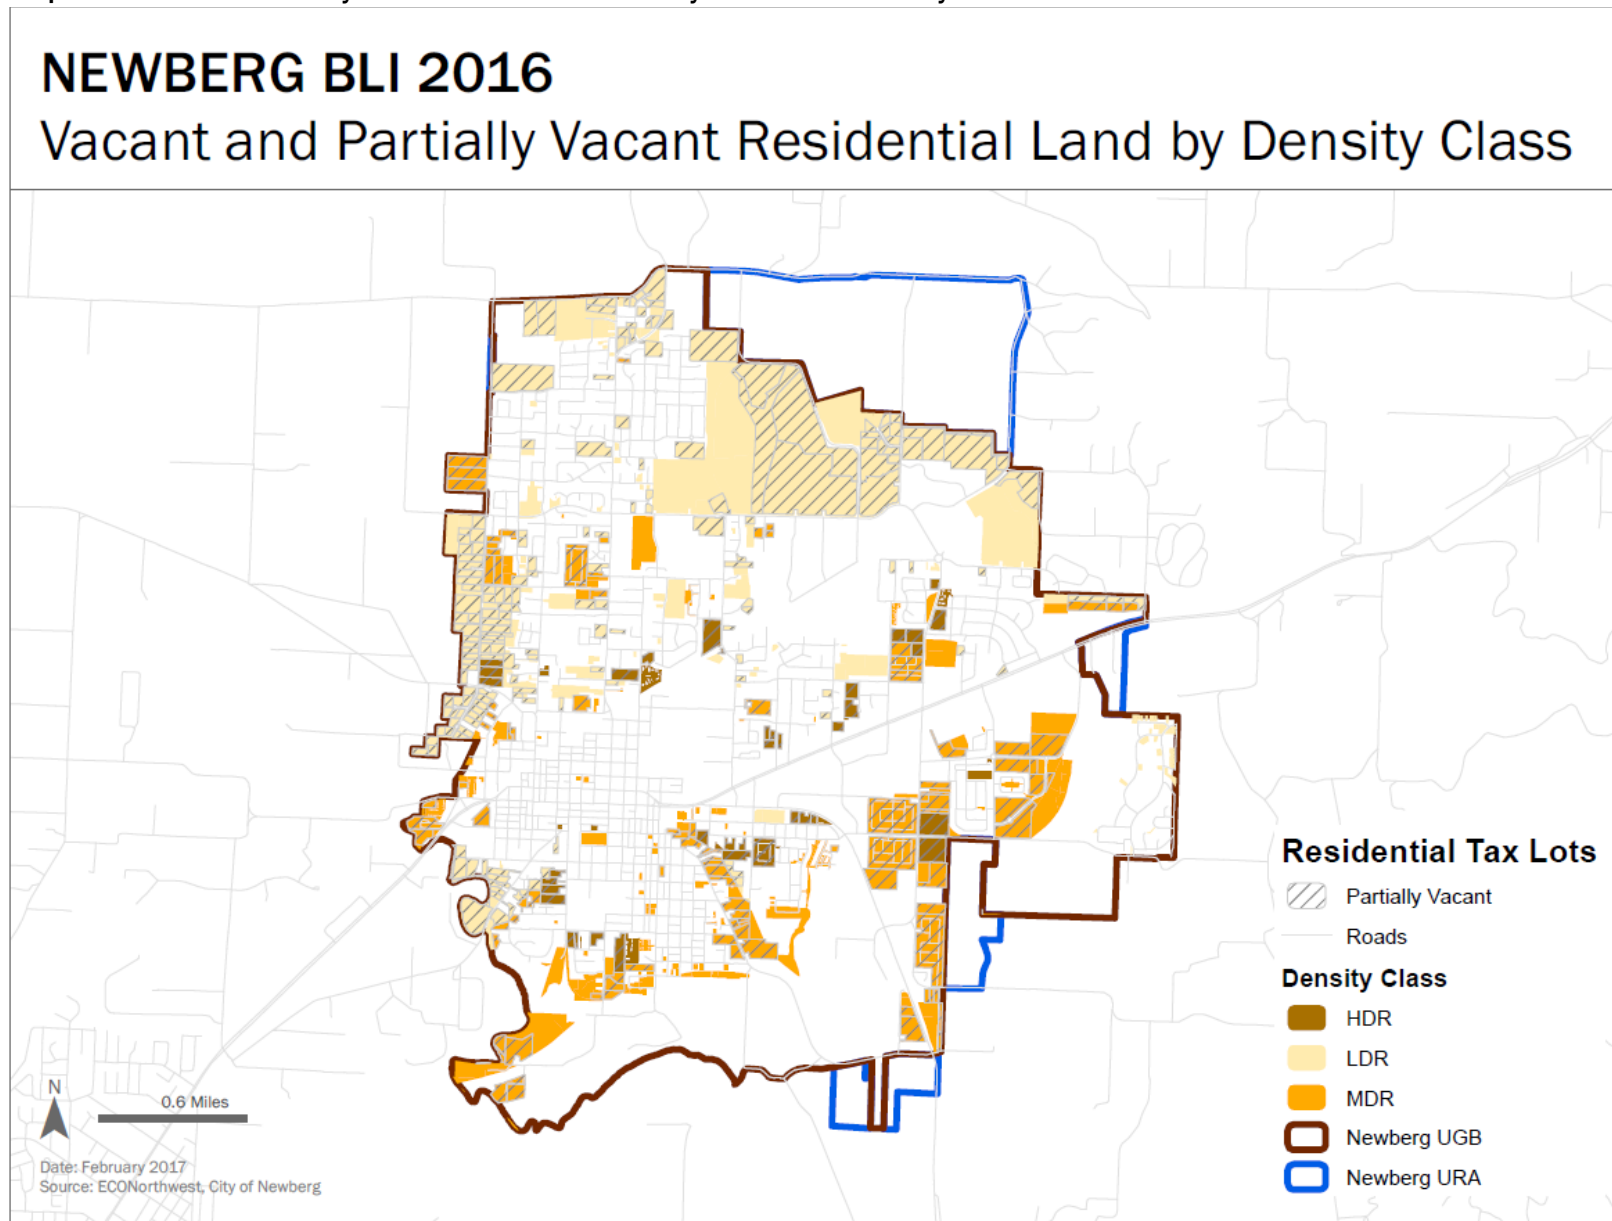 NEWBERG BLI 2016
Vacant and Partially Vacant Residential Land by Density Class
Residential Tax Lots
Partially Vacant
Roads
Density Class
HDR
LDR
MDR
Newberg UGB
Newberg URA
N
0.6 Miles
Date: February 2017
Source: ECONorthwest, City of Newberg